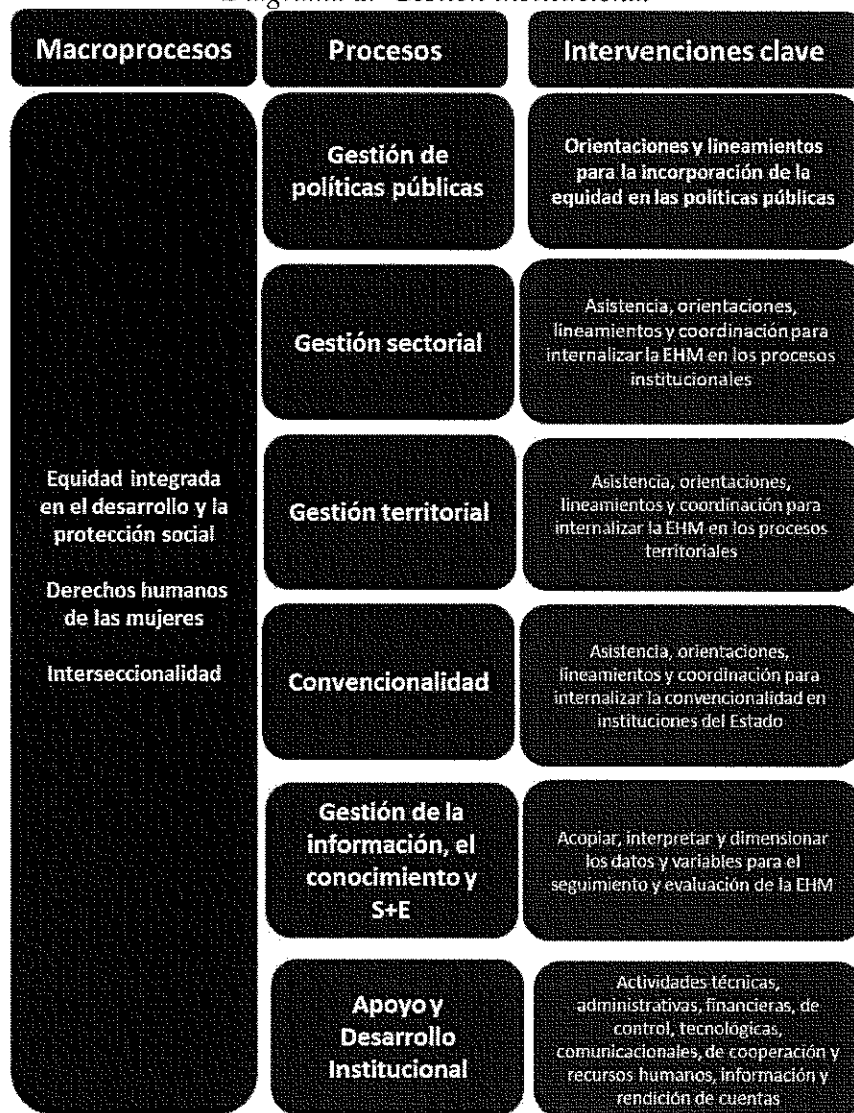 Diagrama de Gestión Institucional
Macroprocesos
Procesos
Intervenciones clave
Equidad integrada
en el desarrollo y la
protección social
Derechos humanos
de las mujeres
Interseccionalidad
Gestión de
políticas públicas
Orientaciones y lineamientos
para la incorporación de la
equidad en las políticas públicas
Gestión sectorial
Asistencia, orientaciones,
lineamientos y coordinación para
internalizar la EHM en los procesos
institucionales
Gestión territorial
Asistencia, orientaciones,
lineamientos y coordinación para
internalizar la EHM en los procesos
territoriales
Convencionalidad
Asistencia, orientaciones,
lineamientos y coordinación para
internalizar la convencionalidad en
instituciones del Estado
Gestión de la
información, el
conocimiento y
S+E
Acopiar, interpretar y dimensionar
los datos y variables para el
seguimiento y evaluación de la EHM
Apoyo y
Desarrollo
Institucional
Actividades técnicas,
administrativas, financieras, de
control, tecnológicas,
comunicacionales, de cooperación y
recursos humanos, información y
rendición de cuentas